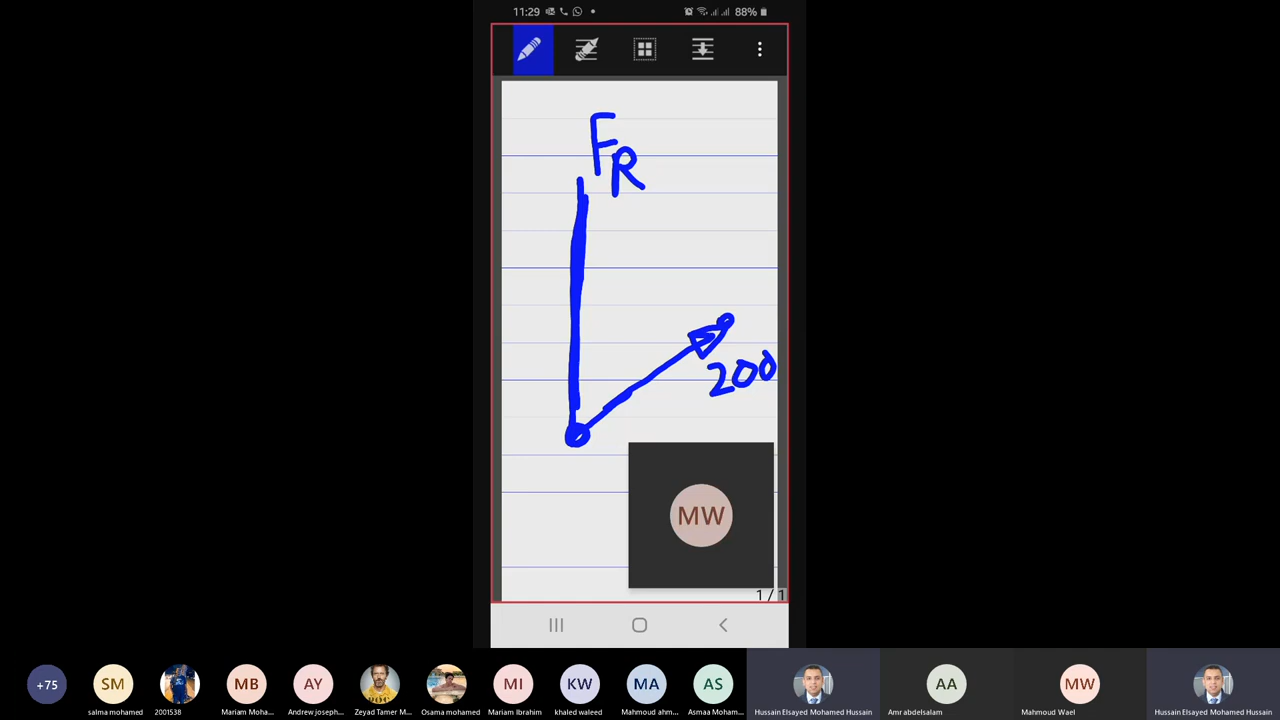 11:29
88%
FR
200
MW
1 / 1
+75
SM
MB
AY
MI
KW
MA
AS
AA
MW
salma mohamed
2001538
Mariam Moha...
Andrew joseph...
Zeyad Tamer M...
Osama mohamed
Mariam Ibrahim
khaled waleed
Mahmoud ahm...
Asmaa Moham...
Hussain Elsayed Mohamed Hussain
Amr abdelsalam
Mahmoud Wael
Hussain Elsayed Mohamed Hussain